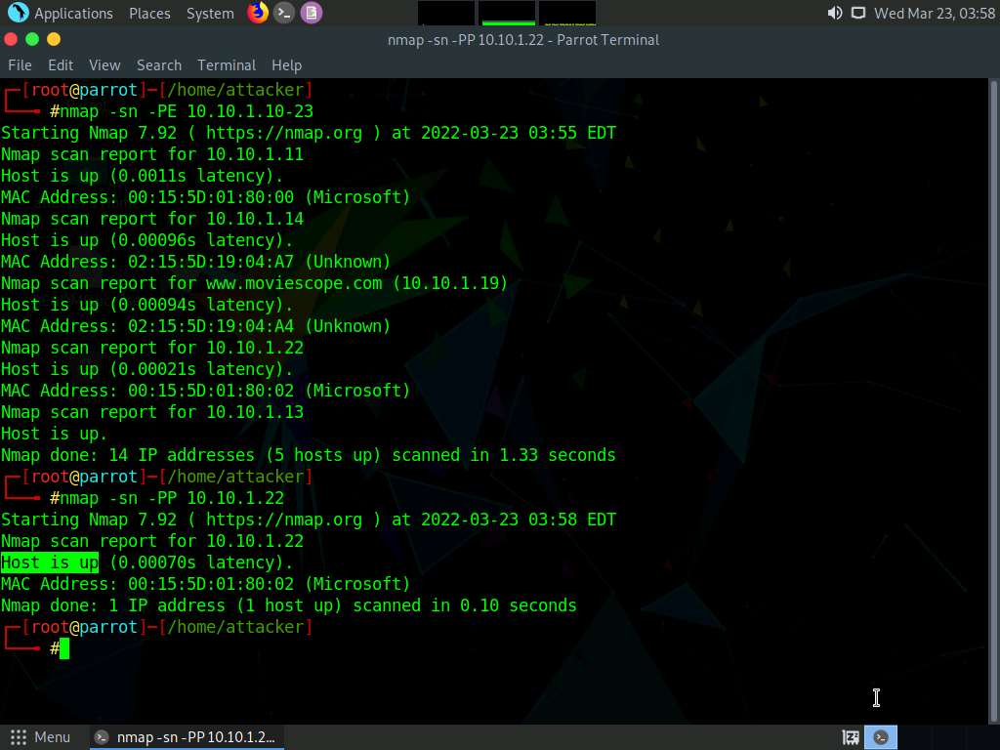 Applications Places System Wed Mar 23, 03:58
nmap -sn -PP 10.10.1.22 - Parrot Terminal
File Edit View Search Terminal Help
┌─[root@parrot]─[/home/attacker]
└──╼ #nmap -sn -PE 10.10.1.10-23
Starting Nmap 7.92 ( https://nmap.org ) at 2022-03-23 03:55 EDT
Nmap scan report for 10.10.1.11
Host is up (0.0011s latency).
MAC Address: 00:15:5D:01:80:00 (Microsoft)
Nmap scan report for 10.10.1.14
Host is up (0.00096s latency).
MAC Address: 02:15:5D:19:04:A7 (Unknown)
Nmap scan report for www.moviescope.com (10.10.1.19)
Host is up (0.00094s latency).
MAC Address: 02:15:5D:19:04:A4 (Unknown)
Nmap scan report for 10.10.1.22
Host is up (0.00021s latency).
MAC Address: 00:15:5D:01:80:02 (Microsoft)
Nmap scan report for 10.10.1.13
Host is up.
Nmap done: 14 IP addresses (5 hosts up) scanned in 1.33 seconds
┌─[root@parrot]─[/home/attacker]
└──╼ #nmap -sn -PP 10.10.1.22
Starting Nmap 7.92 ( https://nmap.org ) at 2022-03-23 03:58 EDT
Nmap scan report for 10.10.1.22
Host is up (0.00070s latency).
MAC Address: 00:15:5D:01:80:02 (Microsoft)
Nmap done: 1 IP address (1 host up) scanned in 0.10 seconds
┌─[root@parrot]─[/home/attacker]
└──╼ #
Menu nmap -sn -PP 10.10.1.2...